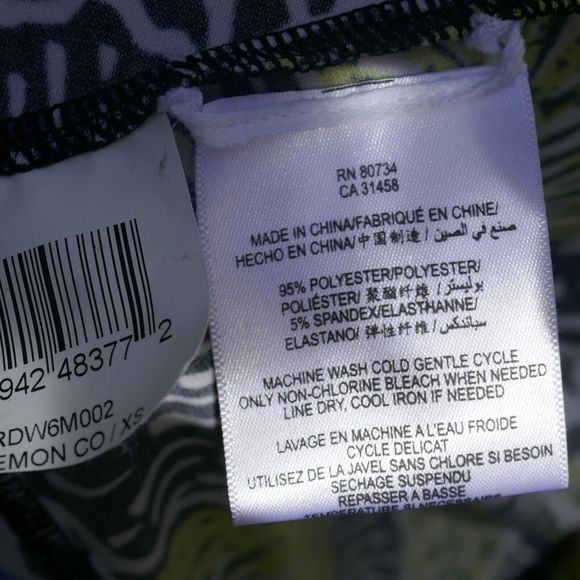 942 48377 2
RDW6M002
EMON CO / XS
RN 80734
CA 31458
MADE IN CHINA/FABRIQUÉ EN CHINE/
HECHO EN CHINA/中国制造/ صنع في الصين
95% POLYESTER/POLYESTER/
POLIÉSTER/ 聚酯纤维 / بوليستر
5% SPANDEX/ELASTHANNE/
ELASTANO/ 弹性纤维 / سباندكس
MACHINE WASH COLD GENTLE CYCLE
ONLY NON-CHLORINE BLEACH WHEN NEEDED
LINE DRY, COOL IRON IF NEEDED
LAVAGE EN MACHINE A L'EAU FROIDE
CYCLE DELICAT
UTILISEZ DE LA JAVEL SANS CHLORE SI BESOIN
SECHAGE SUSPENDU
REPASSER A BASSE
TEMPERATURE SI NECESSAIRE